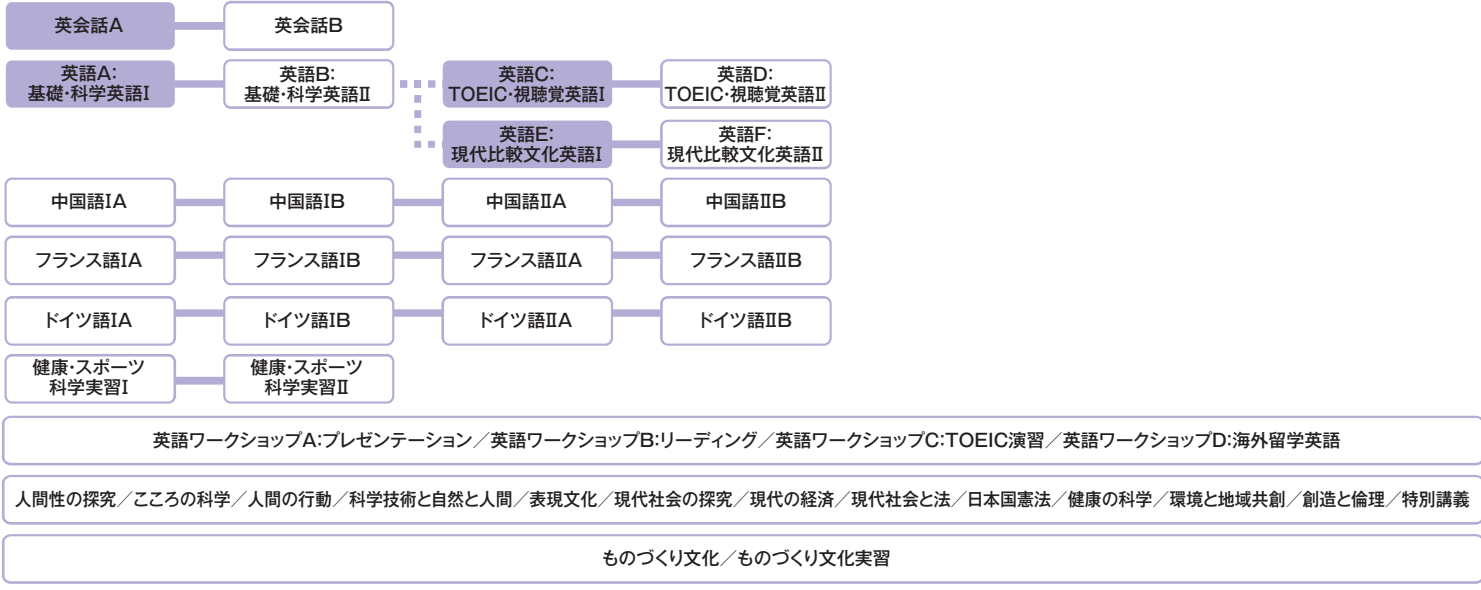 英会話A
英会話B
英語A:
基礎・科学英語I
英語B:
基礎・科学英語II
英語C:
TOEIC・視聴覚英語I
英語D:
TOEIC・視聴覚英語II
英語E:
現代比較文化英語I
英語F:
現代比較文化英語II
中国語IA
中国語IB
中国語IIA
中国語IIB
フランス語IA
フランス語IB
フランス語IIA
フランス語IIB
ドイツ語IA
ドイツ語IB
ドイツ語IIA
ドイツ語IIB
健康・スポーツ
科学実習I
健康・スポーツ
科学実習II
英語ワークショップA:プレゼンテーション／英語ワークショップB:リーディング／英語ワークショップC:TOEIC演習／英語ワークショップD:海外留学英語
人間性の探究／こころの科学／人間の行動／科学技術と自然と人間／表現文化／現代社会の探究／現代の経済／現代社会と法／日本国憲法／健康の科学／環境と地域共創／創造と倫理／特別講義
ものづくり文化／ものづくり文化実習